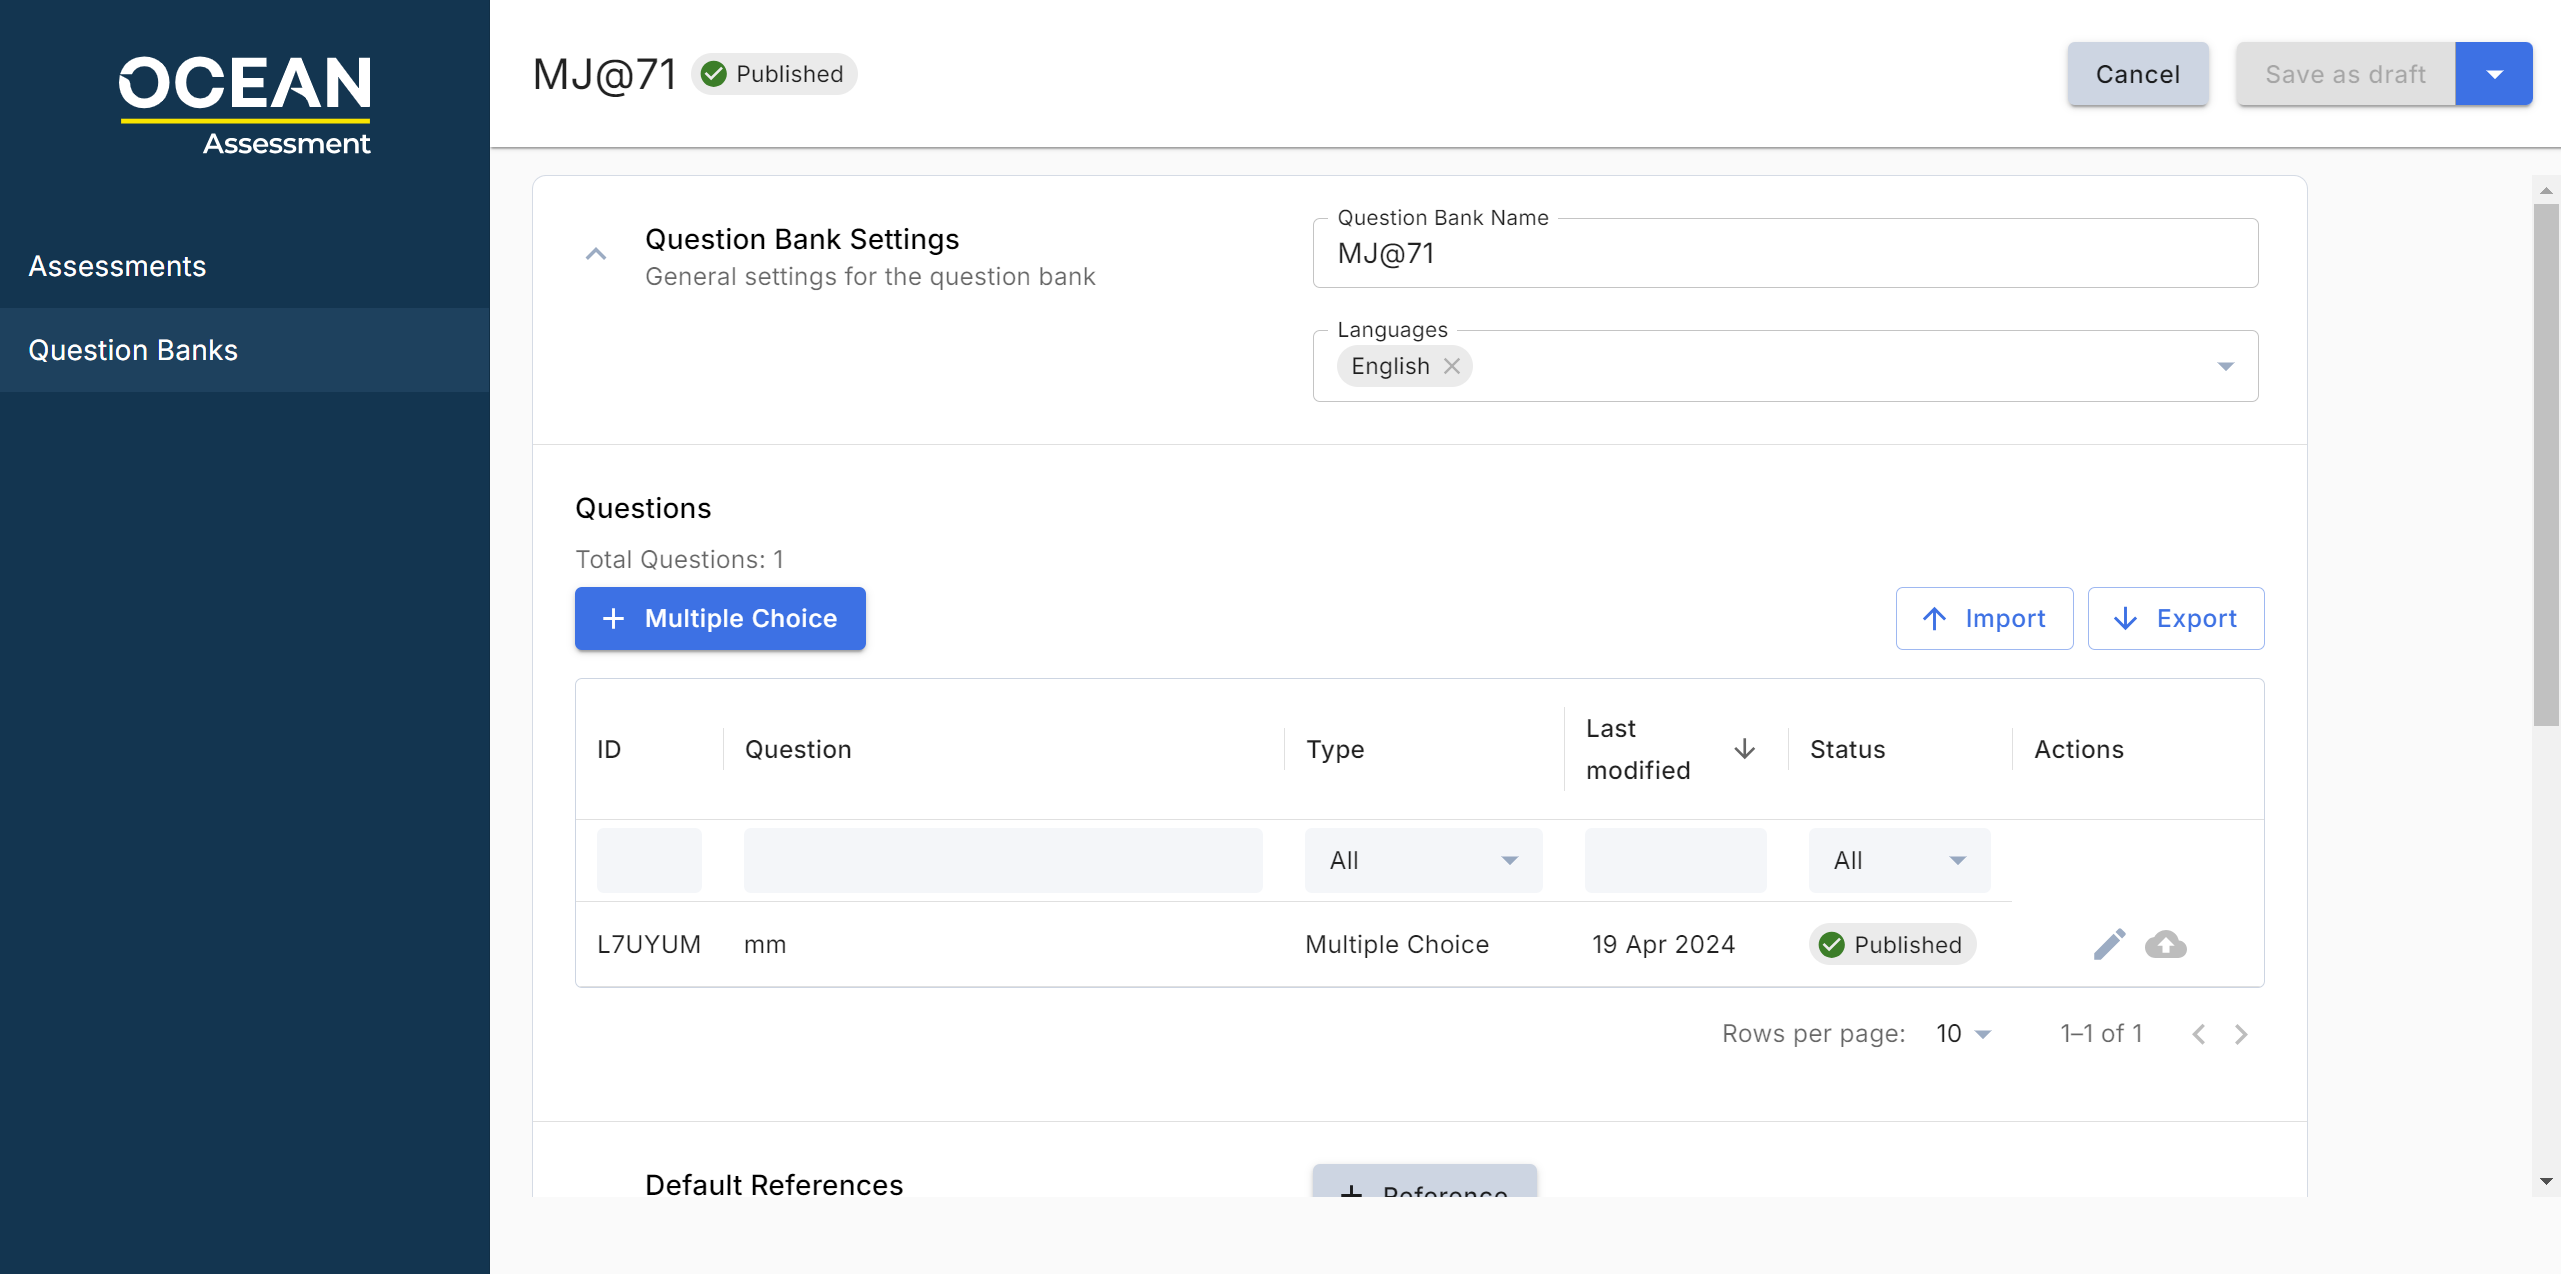 OCEAN
Assessment
Assessments
Question Banks
MJ@71
Published
Cancel
Save as draft
Question Bank Settings
General settings for the question bank
Question Bank Name
MJ@71
Languages
English
Questions
Total Questions: 1
Multiple Choice
Import
Export
ID
Question
Type
Last modified
Status
Actions
All
All
L7UYUM
mm
Multiple Choice
19 Apr 2024
Published
Rows per page:
10
1–1 of 1
Default References
Reference